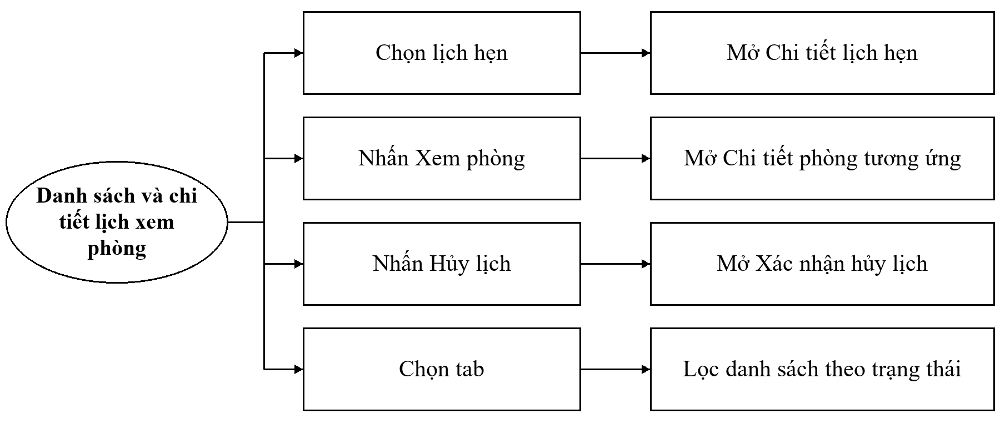 Danh sách và chi
tiết lịch xem
phòng
Chọn lịch hẹn
Mở Chi tiết lịch hẹn
Nhấn Xem phòng
Mở Chi tiết phòng tương ứng
Nhấn Hủy lịch
Mở Xác nhận hủy lịch
Chọn tab
Lọc danh sách theo trạng thái